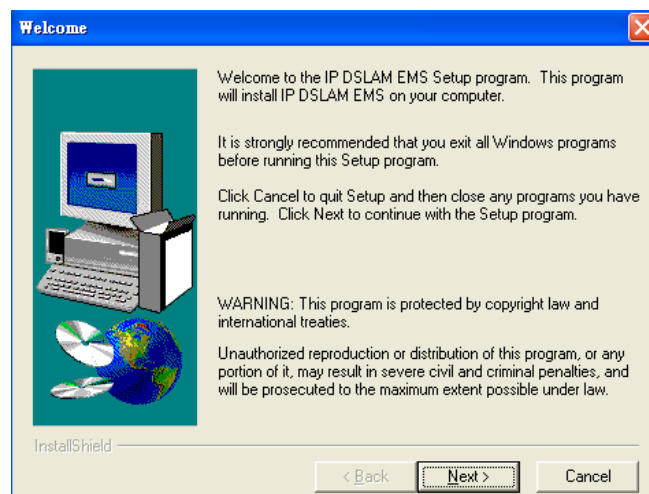 Welcome
Welcome to the IP DSLAM EMS Setup program. This program
will install IP DSLAM EMS on your computer.
It is strongly recommended that you exit all Windows programs
before running this Setup program.
Click Cancel to quit Setup and then close any programs you have
running. Click Next to continue with the Setup program.
WARNING: This program is protected by copyright law and
international treaties.
Unauthorized reproduction or distribution of this program, or any
portion of it, may result in severe civil and criminal penalties, and
will be prosecuted to the maximum extent possible under law.
InstallShield
< Back
Next >
Cancel